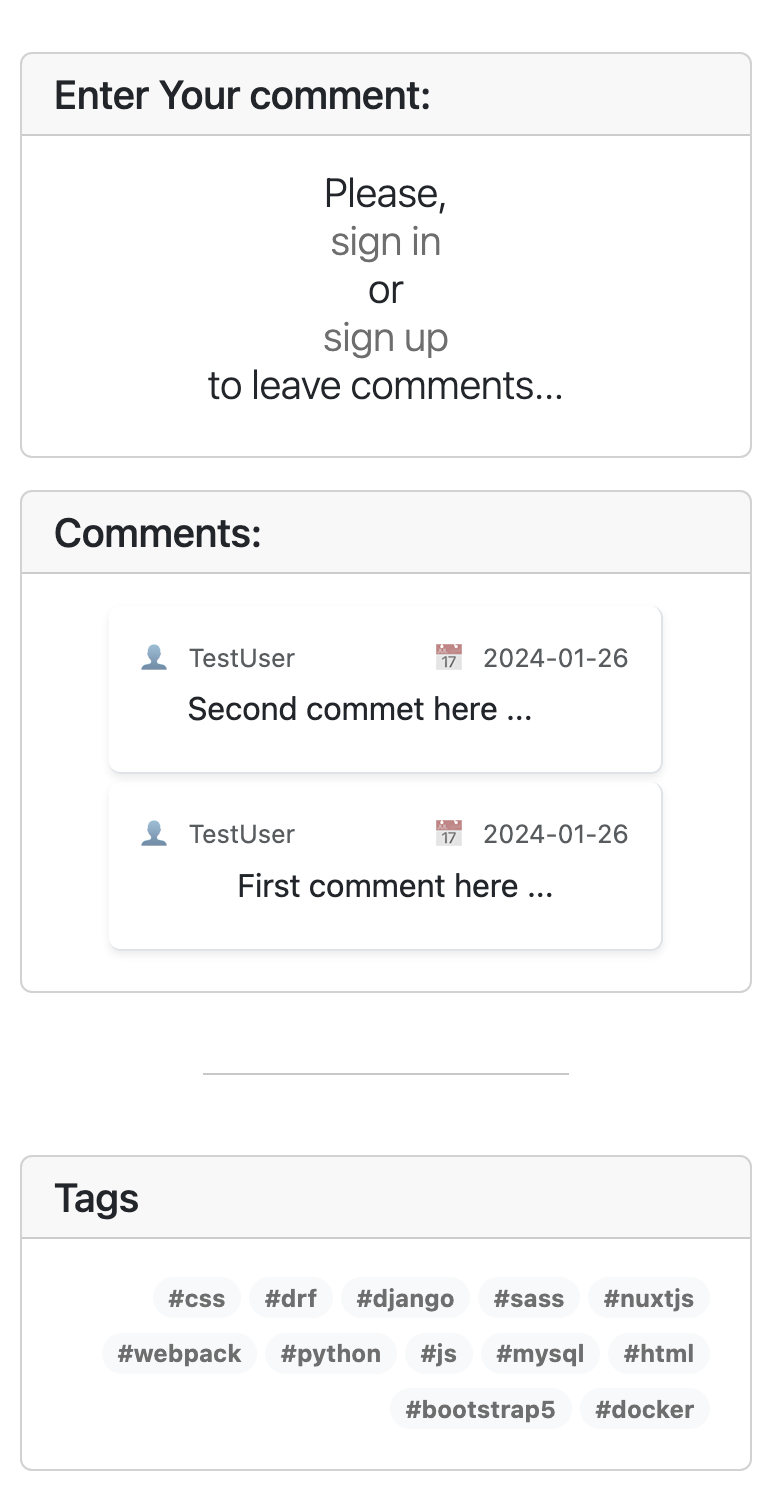 Enter Your comment:
Please,
sign in
or
sign up
to leave comments...
Comments:
TestUser 17 2024-01-26
Second commet here ...
TestUser 17 2024-01-26
First comment here ...
Tags
#css #drf #django #sass #nuxtjs
#webpack #python #js #mysql #html
#bootstrap5 #docker